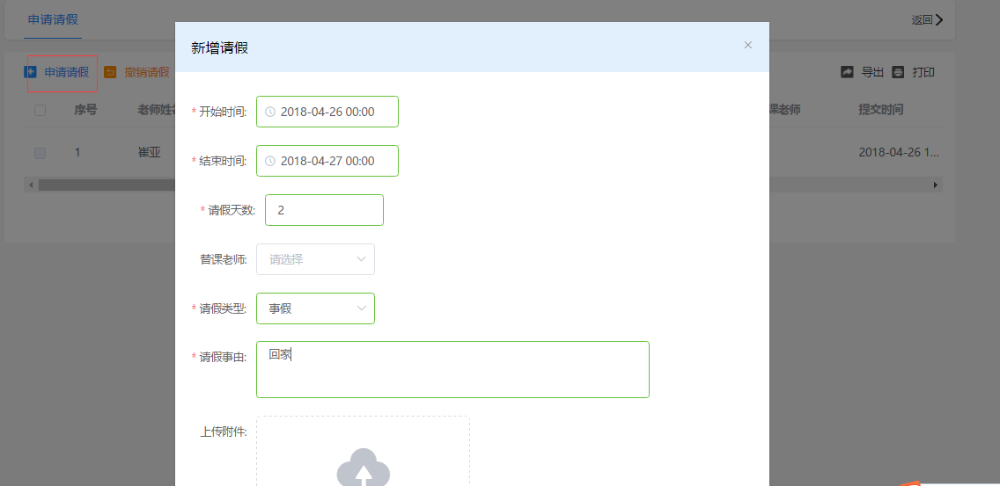 申请请假
返回
新增请假
申请请假 撤销请假
导出 打印
序号 老师姓名 课老师 提交时间
1 崔亚 2018-04-26 1...
* 开始时间: 2018-04-26 00:00
* 结束时间: 2018-04-27 00:00
* 请假天数: 2
替课老师: 请选择
* 请假类型: 事假
* 请假事由: 回家
上传附件: